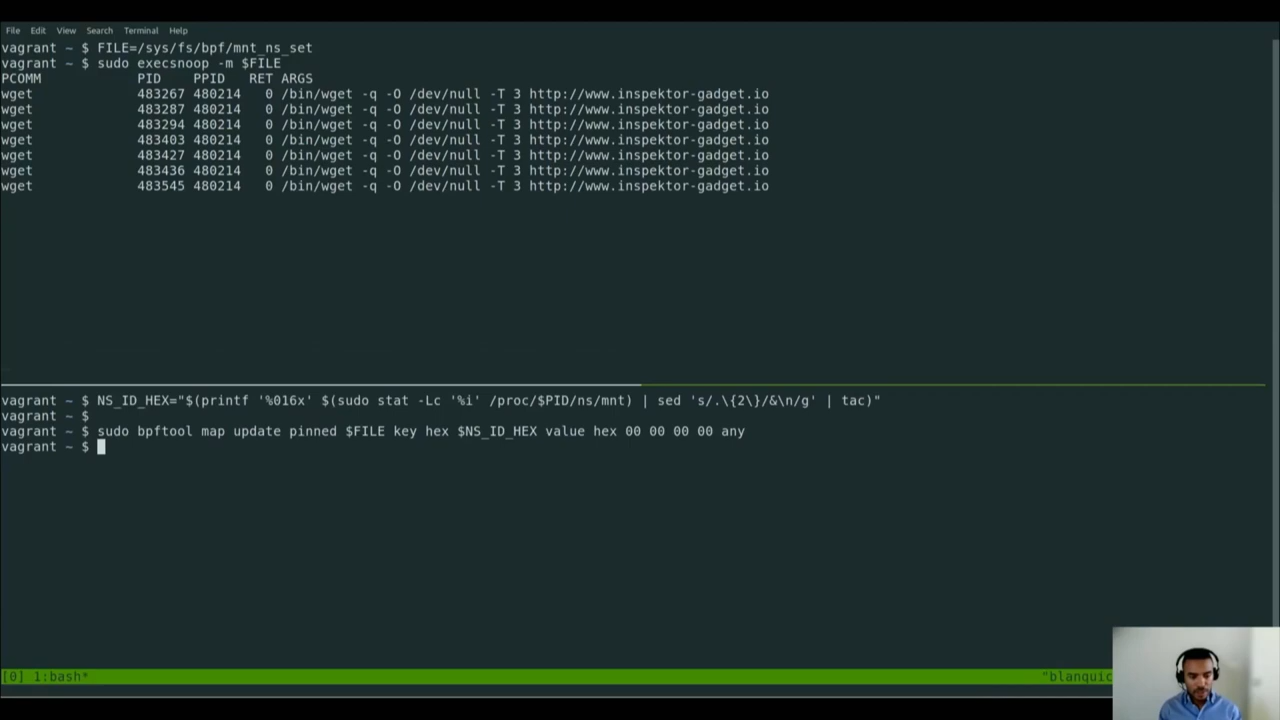 File Edit View Search Terminal Help
vagrant ~ $ FILE=/sys/fs/bpf/mnt_ns_set
vagrant ~ $ sudo execsnoop -m $FILE
PCOMM PID PPID RET ARGS
wget 483267 480214 0 /bin/wget -q -O /dev/null -T 3 http://www.inspektor-gadget.io
wget 483287 480214 0 /bin/wget -q -O /dev/null -T 3 http://www.inspektor-gadget.io
wget 483294 480214 0 /bin/wget -q -O /dev/null -T 3 http://www.inspektor-gadget.io
wget 483403 480214 0 /bin/wget -q -O /dev/null -T 3 http://www.inspektor-gadget.io
wget 483427 480214 0 /bin/wget -q -O /dev/null -T 3 http://www.inspektor-gadget.io
wget 483436 480214 0 /bin/wget -q -O /dev/null -T 3 http://www.inspektor-gadget.io
wget 483545 480214 0 /bin/wget -q -O /dev/null -T 3 http://www.inspektor-gadget.io
vagrant ~ $ NS_ID_HEX="$(printf '%016x' $(sudo stat -Lc '%i' /proc/$PID/ns/mnt) | sed 's/.\{2\}/&\n/g' | tac)"
vagrant ~ $
vagrant ~ $ sudo bpftool map update pinned $FILE key hex $NS_ID_HEX value hex 00 00 00 00 any
vagrant ~ $
[0] 1:bash* "blanquic